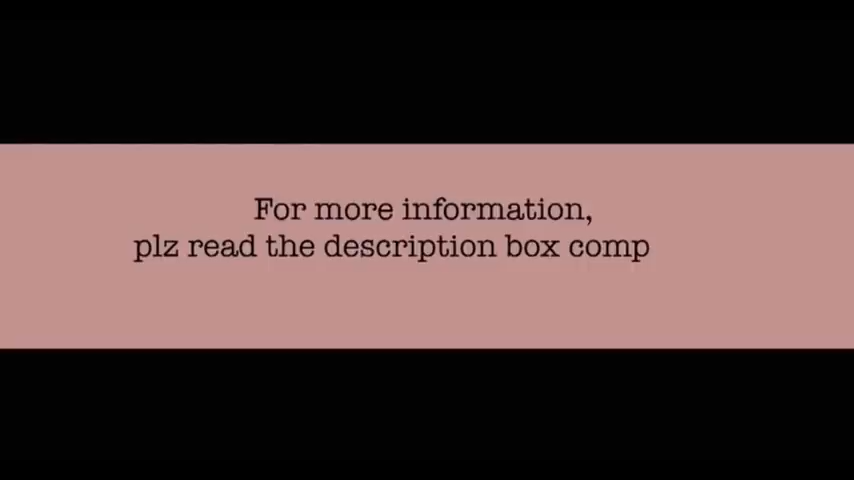 For more information,
plz read the description box comp